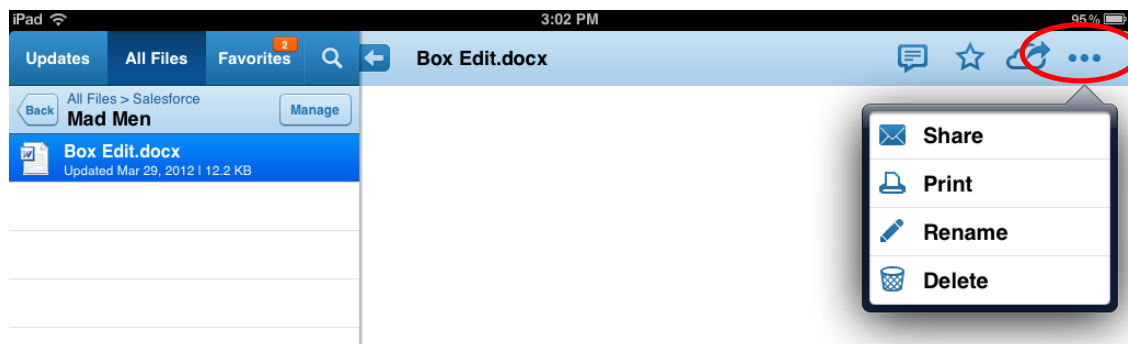 iPad 3:02 PM 95%
Updates All Files Favorites 2 Box Edit.docx
Back All Files > Salesforce Manage
Mad Men
Box Edit.docx
Updated Mar 29, 2012 | 12.2 KB
Share
Print
Rename
Delete